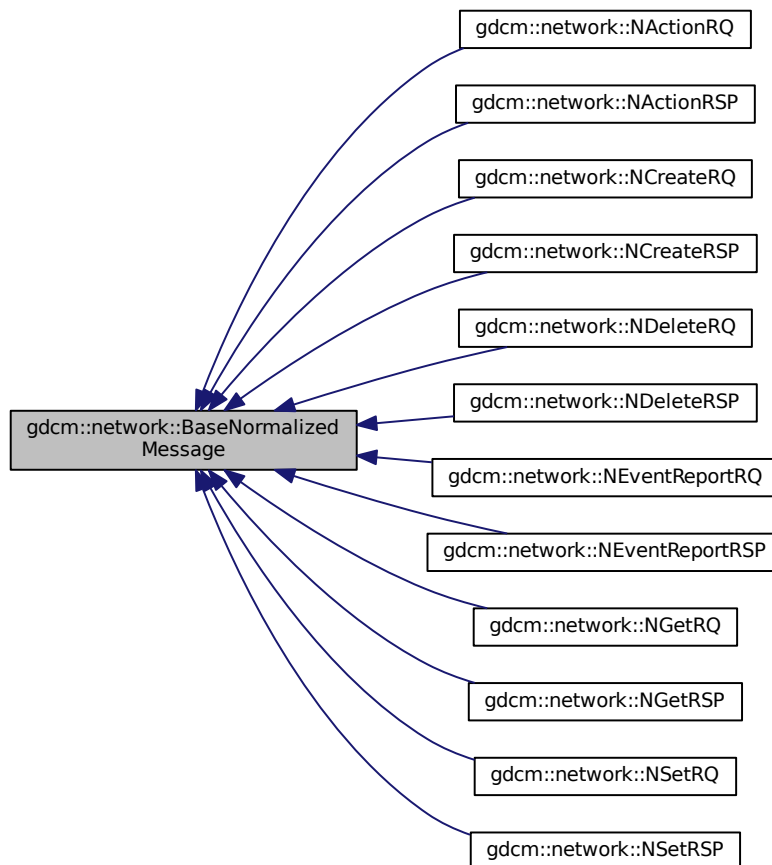 gdcm::network::NActionRQ
gdcm::network::NActionRSP
gdcm::network::NCreateRQ
gdcm::network::NCreateRSP
gdcm::network::NDeleteRQ
gdcm::network::NDeleteRSP
gdcm::network::BaseNormalized
Message
gdcm::network::NEventReportRQ
gdcm::network::NEventReportRSP
gdcm::network::NGetRQ
gdcm::network::NGetRSP
gdcm::network::NSetRQ
gdcm::network::NSetRSP